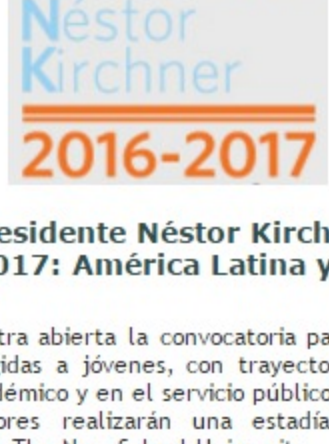 Néstor
Kirchner
2016-2017
esidente Néstor Kirch
017: América Latina y
tra abierta la convocatoria pa
idas a jóvenes, con trayecto
démico y en el servicio público
ores realizarán una estadía